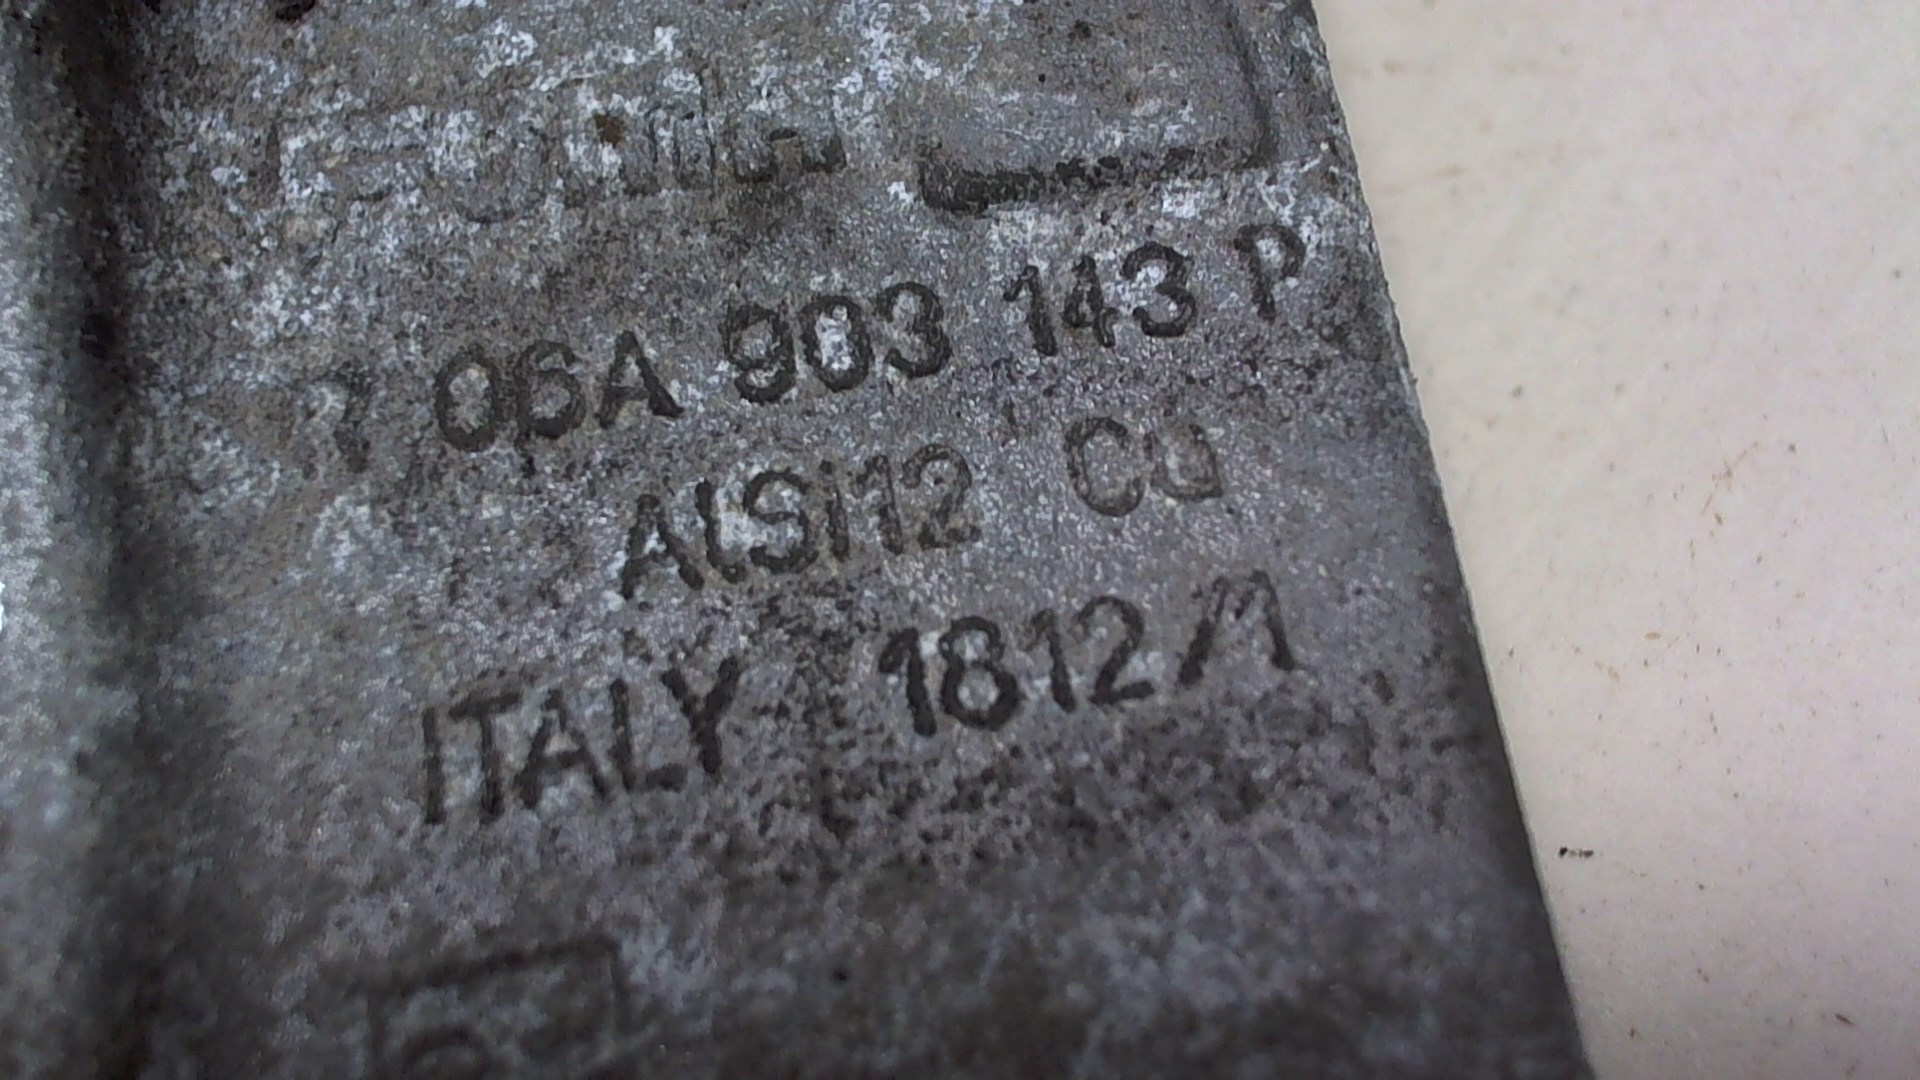 06A 903 143 P
AlSi12 Cu
ITALY 1812/1